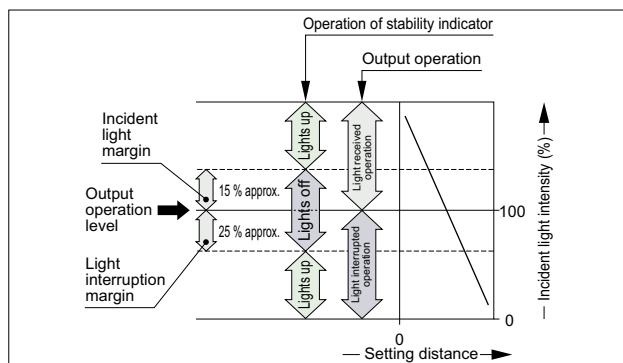 Operation of stability indicator
Output operation
Incident
light
margin
Output
operation
level
Light
interruption
margin
15 % approx.
25 % approx.
Lights up
Lights off
Lights up
Light received
operation
Light interrupted
operation
Incident light intensity (%)
100
0
0
Setting distance